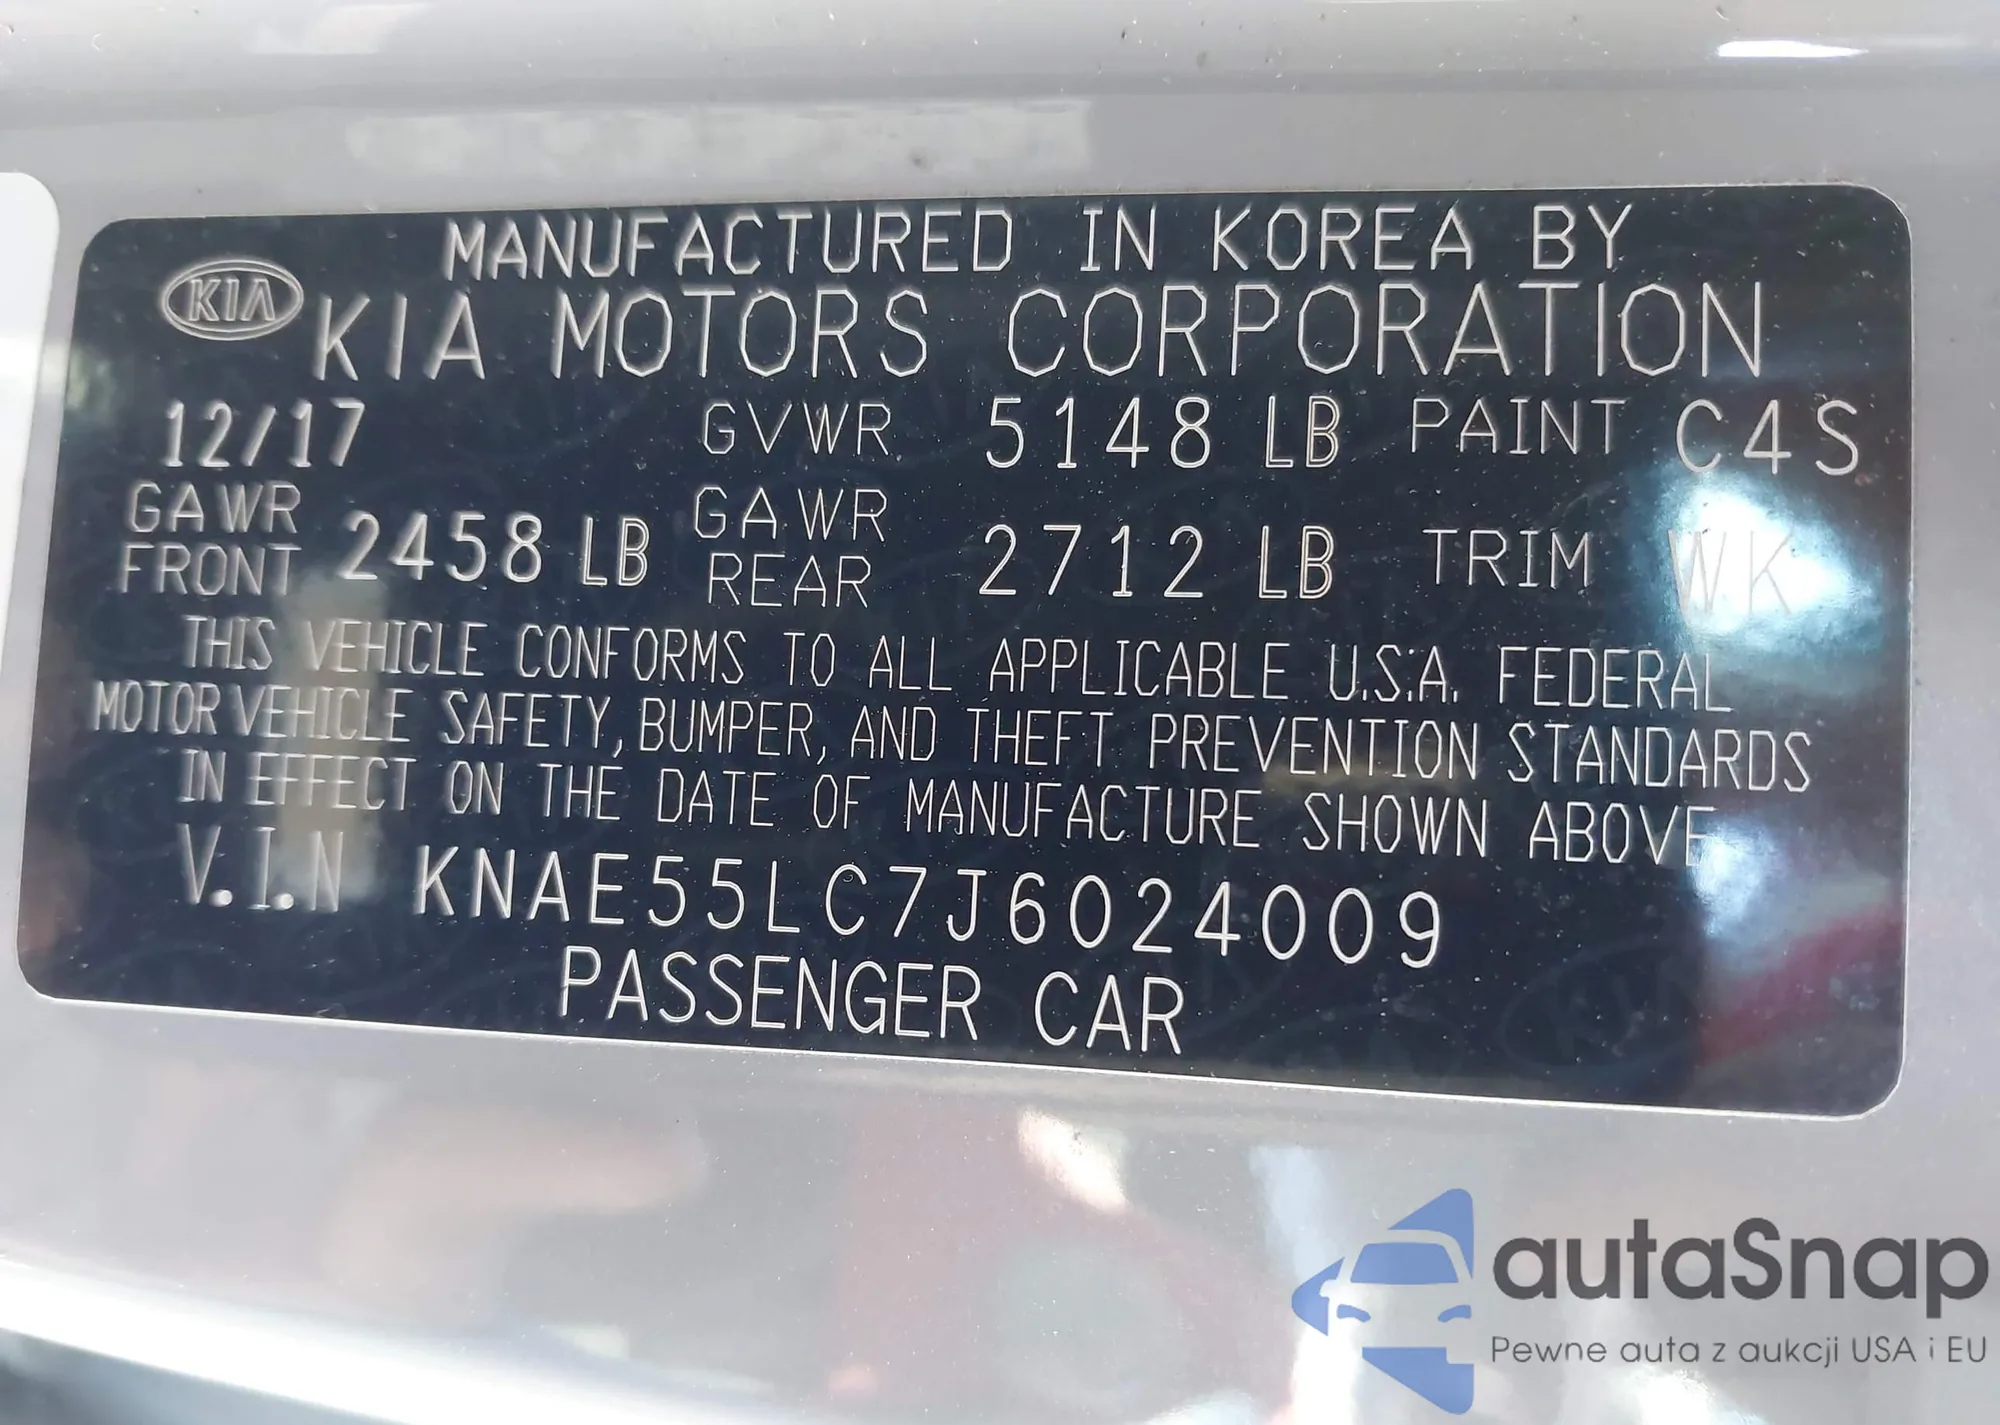 MANUFACTURED IN KOREA BY
KIA KIA MOTORS CORPORATION
12/17 GVWR 5148 LB PAINT C4S
GAWR FRONT 2458 LB GAWR REAR 2712 LB TRIM WK
THIS VEHICLE CONFORMS TO ALL APPLICABLE U.S.A. FEDERAL
MOTOR VEHICLE SAFETY, BUMPER, AND THEFT PREVENTION STANDARDS
IN EFFECT ON THE DATE OF MANUFACTURE SHOWN ABOVE
V.I.N KNAE55LC7J6024009
PASSENGER CAR
autaSnap
Pewne auta z aukcji USA i EU